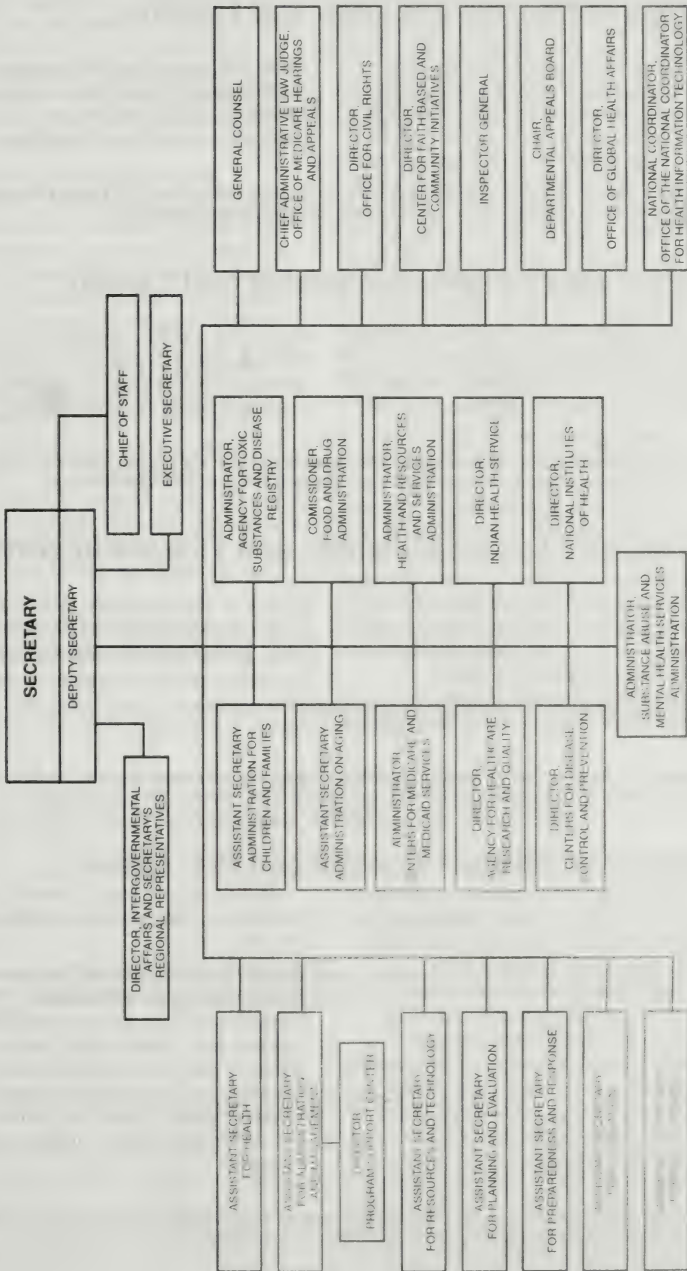 SECRETARY
DEPUTY SECRETARY
DIRECTOR, INTERGOVERNMENTAL
AFFAIRS AND SECRETARY'S
REGIONAL REPRESENTATIVES
CHIEF OF STAFF
EXECUTIVE SECRETARY
ASSISTANT SECRETARY
FOR HEALTH
ASSISTANT SECRETARY
FOR ADMINISTRATION
AND MANAGEMENT
DIRECTOR
PROGRAM SUPPORT CENTER
ASSISTANT SECRETARY
FOR RESOURCES AND TECHNOLOGY
ASSISTANT SECRETARY
FOR PLANNING AND EVALUATION
ASSISTANT SECRETARY
FOR PREPAREDNESS AND RESPONSE
ASSISTANT SECRETARY
ADMINISTRATION FOR
CHILDREN AND FAMILIES
ASSISTANT SECRETARY
ADMINISTRATION ON AGING
ADMINISTRATOR
NTERS FOR MEDICARE AND
MEDICAID SERVICES
DIRECTOR,
AGENCY FOR HEALTHCARE
RESEARCH AND QUALITY
DIRECTOR,
CENTERS FOR DISEASE
CONTROL AND PREVENTION
ADMINISTRATOR,
AGENCY FOR TOXIC
SUBSTANCES AND DISEASE
REGISTRY
COMISSIONER,
FOOD AND DRUG
ADMINISTRATION
ADMINISTRATOR,
HEALTH AND RESOURCES
AND SERVICES
ADMINISTRATION
DIRECTOR,
INDIAN HEALTH SERVICE
DIRECTOR,
NATIONAL INSTITUTES
OF HEALTH
ADMINISTRATOR,
SUBSTANCE ABUSE AND
MENTAL HEALTH SERVICES
ADMINISTRATION
GENERAL COUNSEL
CHIEF ADMINISTRATIVE LAW JUDGE,
OFFICE OF MEDICARE HEARINGS
AND APPEALS
DIRECTOR,
OFFICE FOR CIVIL RIGHTS
DIRECTOR,
CENTER FOR FAITH BASED AND
COMMUNITY INITIATIVES
INSPECTOR GENERAL
CHAIR,
DEPARTMENTAL APPEALS BOARD
DIRECTOR,
OFFICE OF GLOBAL HEALTH AFFAIRS
NATIONAL COORDINATOR,
OFFICE OF THE NATIONAL COORDINATOR
FOR HEALTH INFORMATION TECHNOLOGY